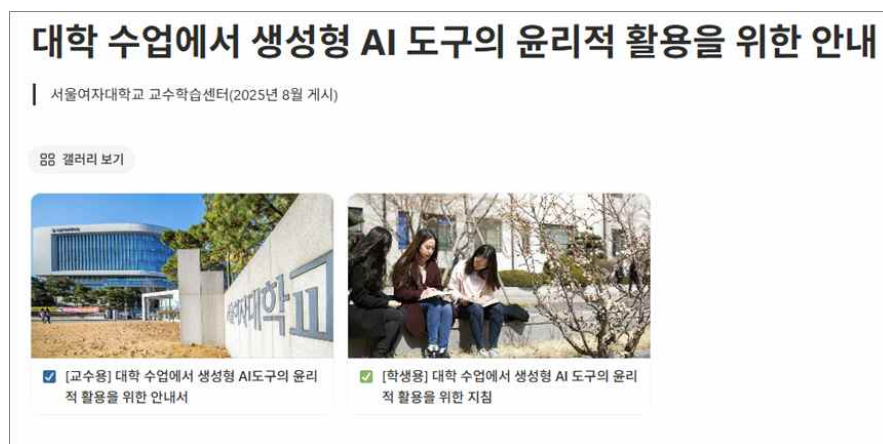 대학 수업에서 생성형 AI 도구의 윤리적 활용을 위한 안내
서울여자대학교 교수학습센터(2025년 8월 게시)
갤러리 보기
여자대학교
[교수용] 대학 수업에서 생성형 AI도구의 윤리
적 활용을 위한 안내서
[학생용] 대학 수업에서 생성형 AI 도구의 윤리
적 활용을 위한 지침